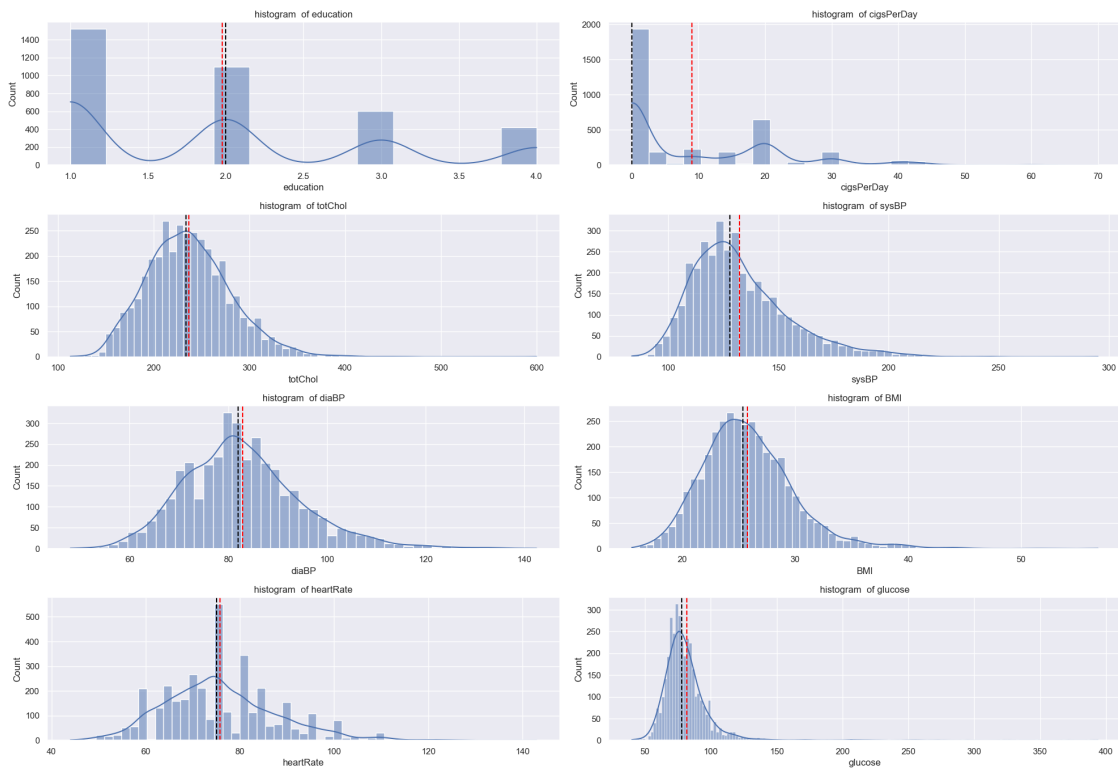 histogram of education
Count
1400
1200
1000
800
600
400
200
0
1.0 1.5 2.0 2.5 3.0 3.5 4.0
education
histogram of cigsPerDay
Count
2000
1500
1000
500
0
0 10 20 30 40 50 60 70
cigsPerDay
histogram of totChol
Count
250
200
150
100
50
0
100 200 300 400 500 600
totChol
histogram of sysBP
Count
300
250
200
150
100
50
0
100 150 200 250 300
sysBP
histogram of diaBP
Count
300
250
200
150
100
50
0
60 80 100 120 140
diaBP
histogram of BMI
Count
250
200
150
100
50
0
20 30 40 50
BMI
histogram of heartRate
Count
500
400
300
200
100
0
40 60 80 100 120 140
heartRate
histogram of glucose
Count
300
250
200
150
100
50
0
50 100 150 200 250 300 350 400
glucose